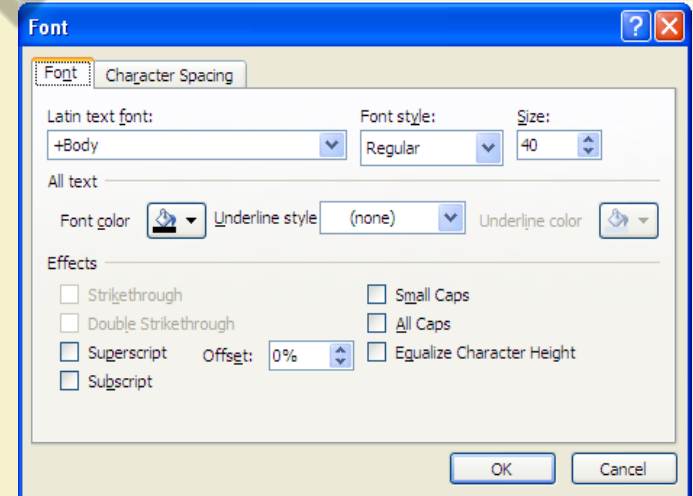 Font
Font Character Spacing
Latin text font: Font style: Size:
+Body Regular 40
All text
Font color Underline style (none) Underline color
Effects
Strikethrough Small Caps
Double Strikethrough All Caps
Superscript Offset: 0% Equalize Character Height
Subscript
OK Cancel